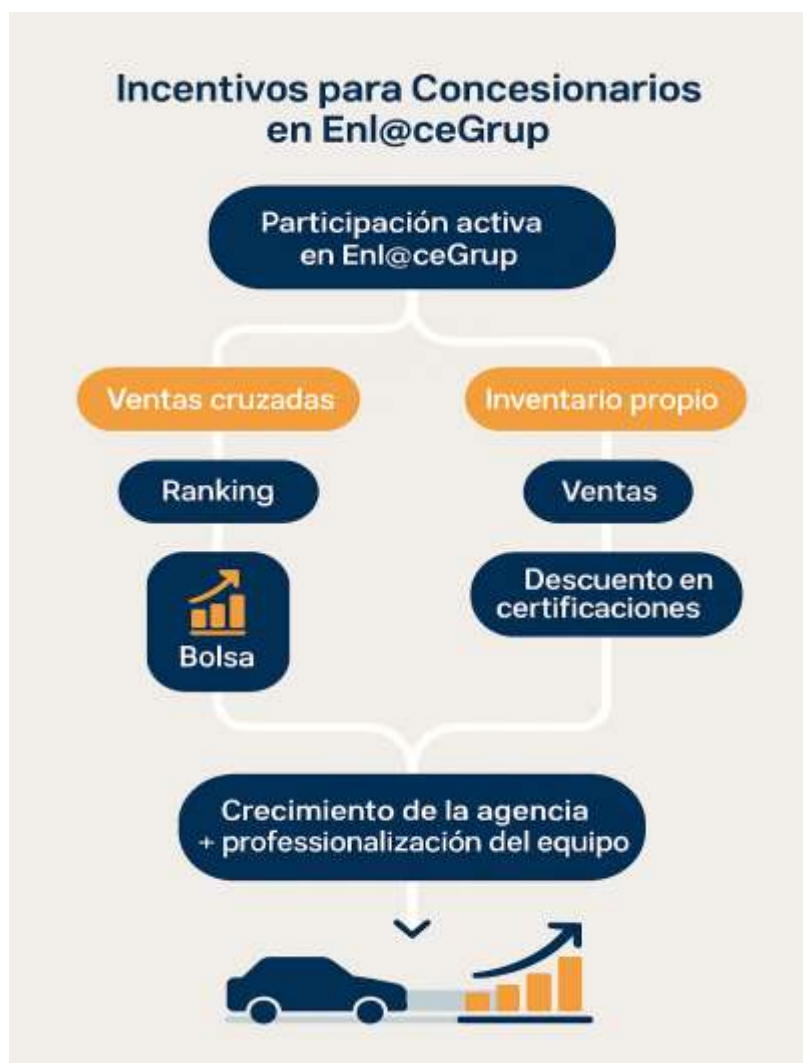 Incentivos para Concesionarios
en Enl@ceGrup
Participación activa
en Enl@ceGrup
Ventas cruzadas
Ranking
Bolsa
Inventario propio
Ventas
Descuento en
certificaciones
Crecimiento de la agencia
+ professionalización del equipo